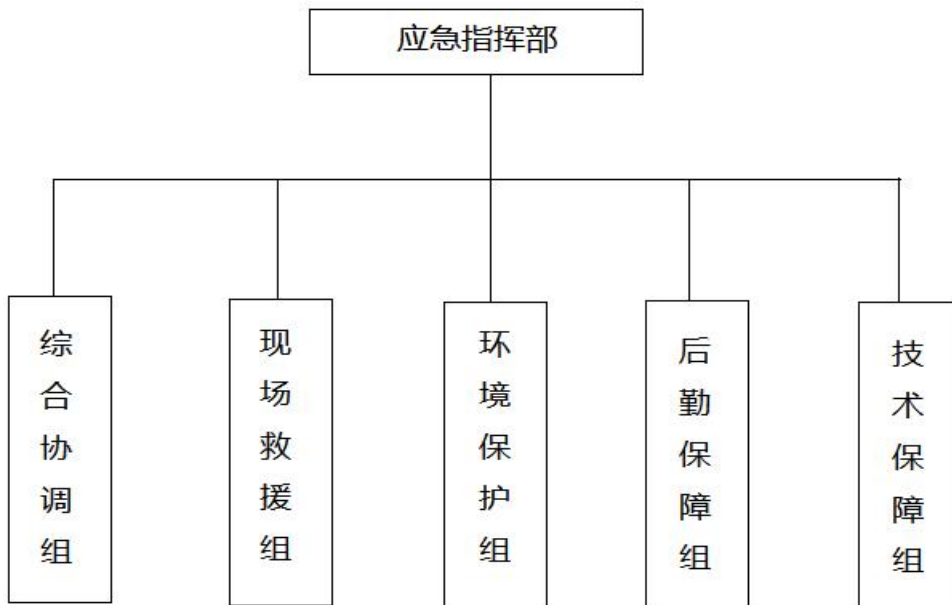 应急指挥部
综合协调组
现场救援组
环境保护组
后勤保障组
技术保障组